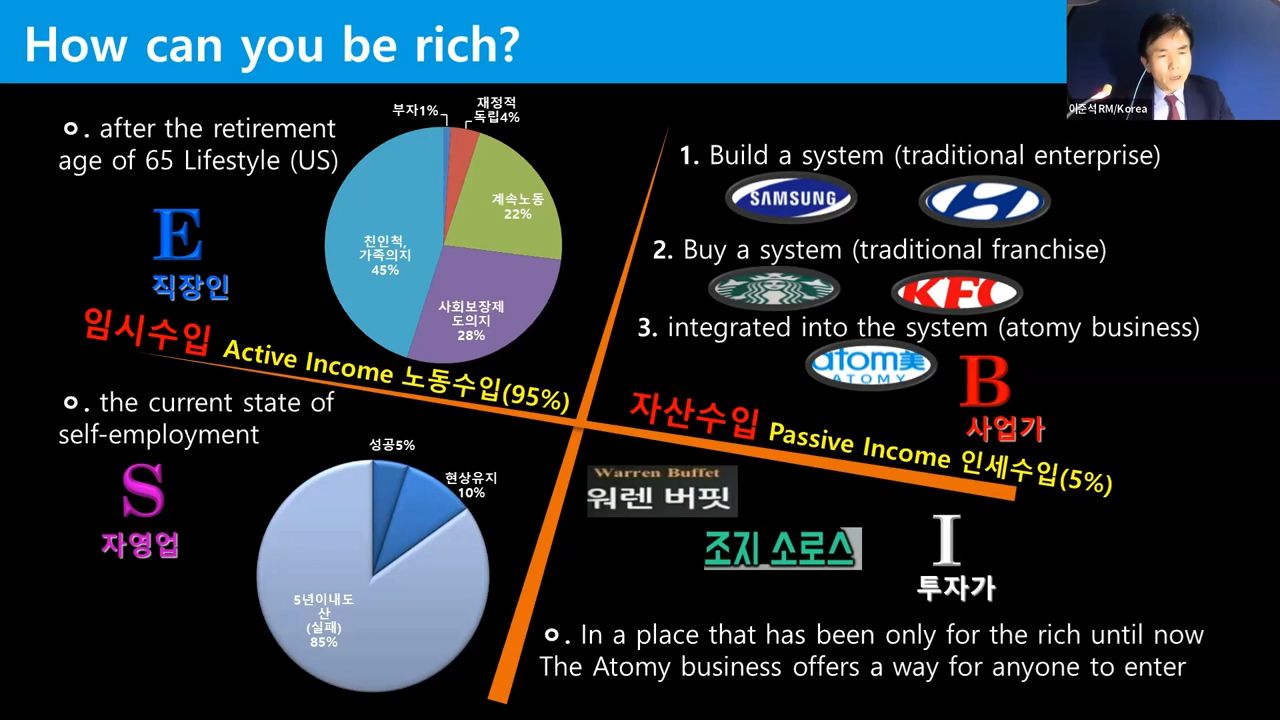 How can you be rich?
이준석 RM/Korea
⚬. after the retirement
age of 65 Lifestyle (US)
부자1%
재정적
독립4%
계속노동
22%
친인척,
가족의지
45%
사회보장제
도의지
28%
E
직장인
임시수입 Active Income 노동수입(95%)
1. Build a system (traditional enterprise)
SAMSUNG
2. Buy a system (traditional franchise)
KFC
3. integrated into the system (atomy business)
atom美
ATOMY
B
사업가
자산수입 Passive Income 인세수입(5%)
⚬. the current state of
self-employment
S
자영업
성공5%
현상유지
10%
5년이내도
산
(실패)
85%
Warren Buffet
워렌 버핏
조지 소로스
I
투자가
⚬. In a place that has been only for the rich until now
The Atomy business offers a way for anyone to enter